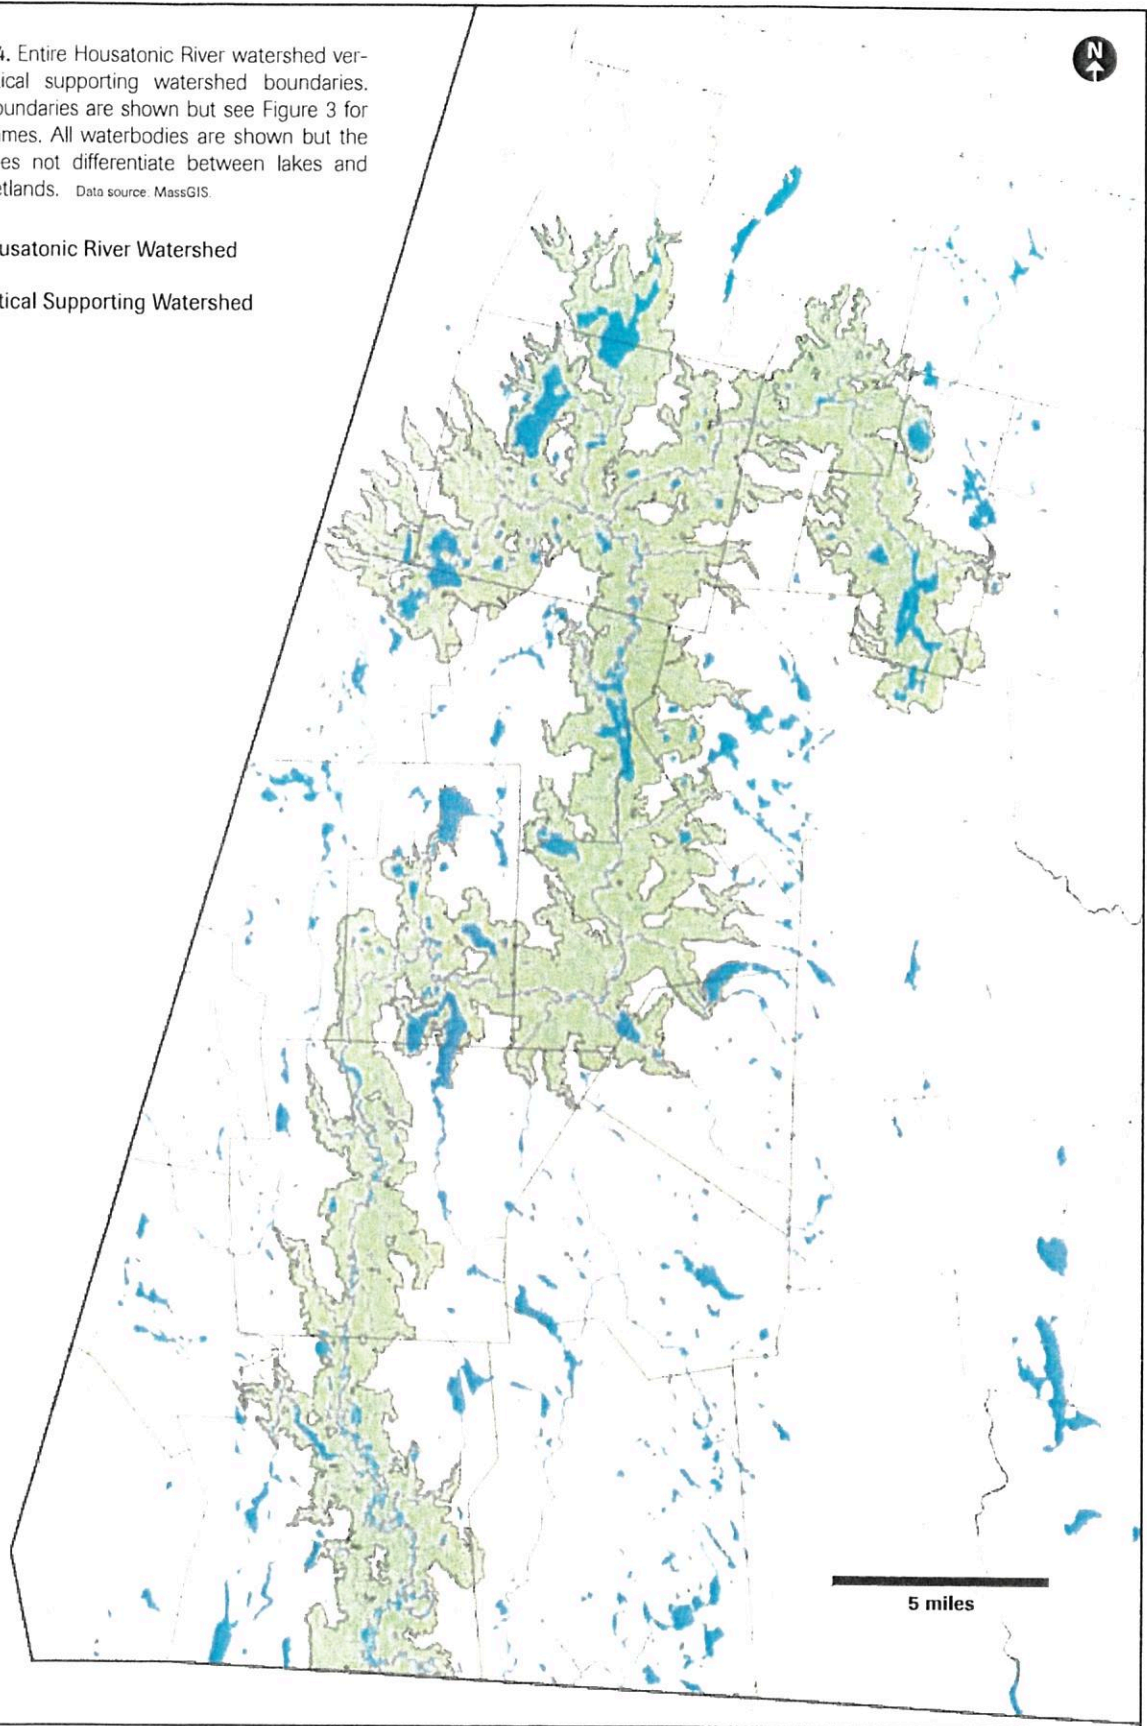 4. Entire Housatonic River watershed ver-
ical supporting watershed boundaries.
oundaries are shown but see Figure 3 for
mes. All waterbodies are shown but the
es not differentiate between lakes and
etlands. Data source: MassGIS.
usatonic River Watershed
tical Supporting Watershed
N
5 miles